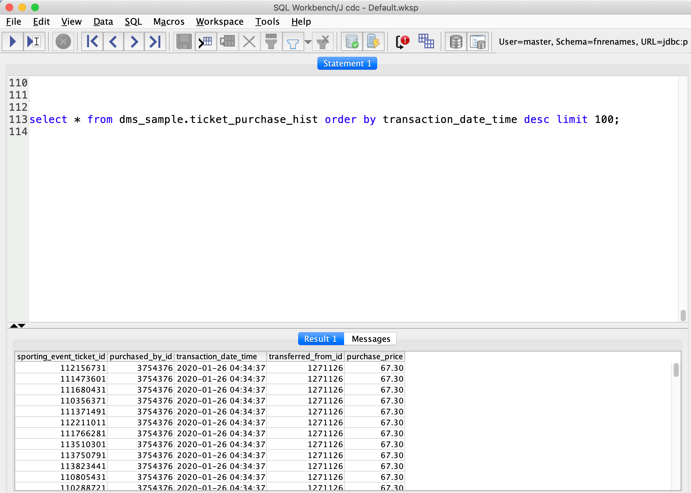 SQL Workbench/J cdc - Default.wksp
File Edit View Data SQL Macros Workspace Tools Help
User=master, Schema=fnrenames, URL=jdbc:p
Statement 1
110
111
112
113 select * from dms_sample.ticket_purchase_hist order by transaction_date_time desc limit 100;
114
Result 1 Messages
sporting_event_ticket_id purchased_by_id transaction_date_time transferred_from_id purchase_price
112156731 3754376 2020-01-26 04:34:37 1271126 67.30
111473601 3754376 2020-01-26 04:34:37 1271126 67.30
111680431 3754376 2020-01-26 04:34:37 1271126 67.30
110356371 3754376 2020-01-26 04:34:37 1271126 67.30
111371491 3754376 2020-01-26 04:34:37 1271126 67.30
112211011 3754376 2020-01-26 04:34:37 1271126 67.30
111766281 3754376 2020-01-26 04:34:37 1271126 67.30
113510301 3754376 2020-01-26 04:34:37 1271126 67.30
113750791 3754376 2020-01-26 04:34:37 1271126 67.30
113823441 3754376 2020-01-26 04:34:37 1271126 67.30
110805431 3754376 2020-01-26 04:34:37 1271126 67.30
110288721 3754376 2020-01-26 04:34:37 1271126 67.30